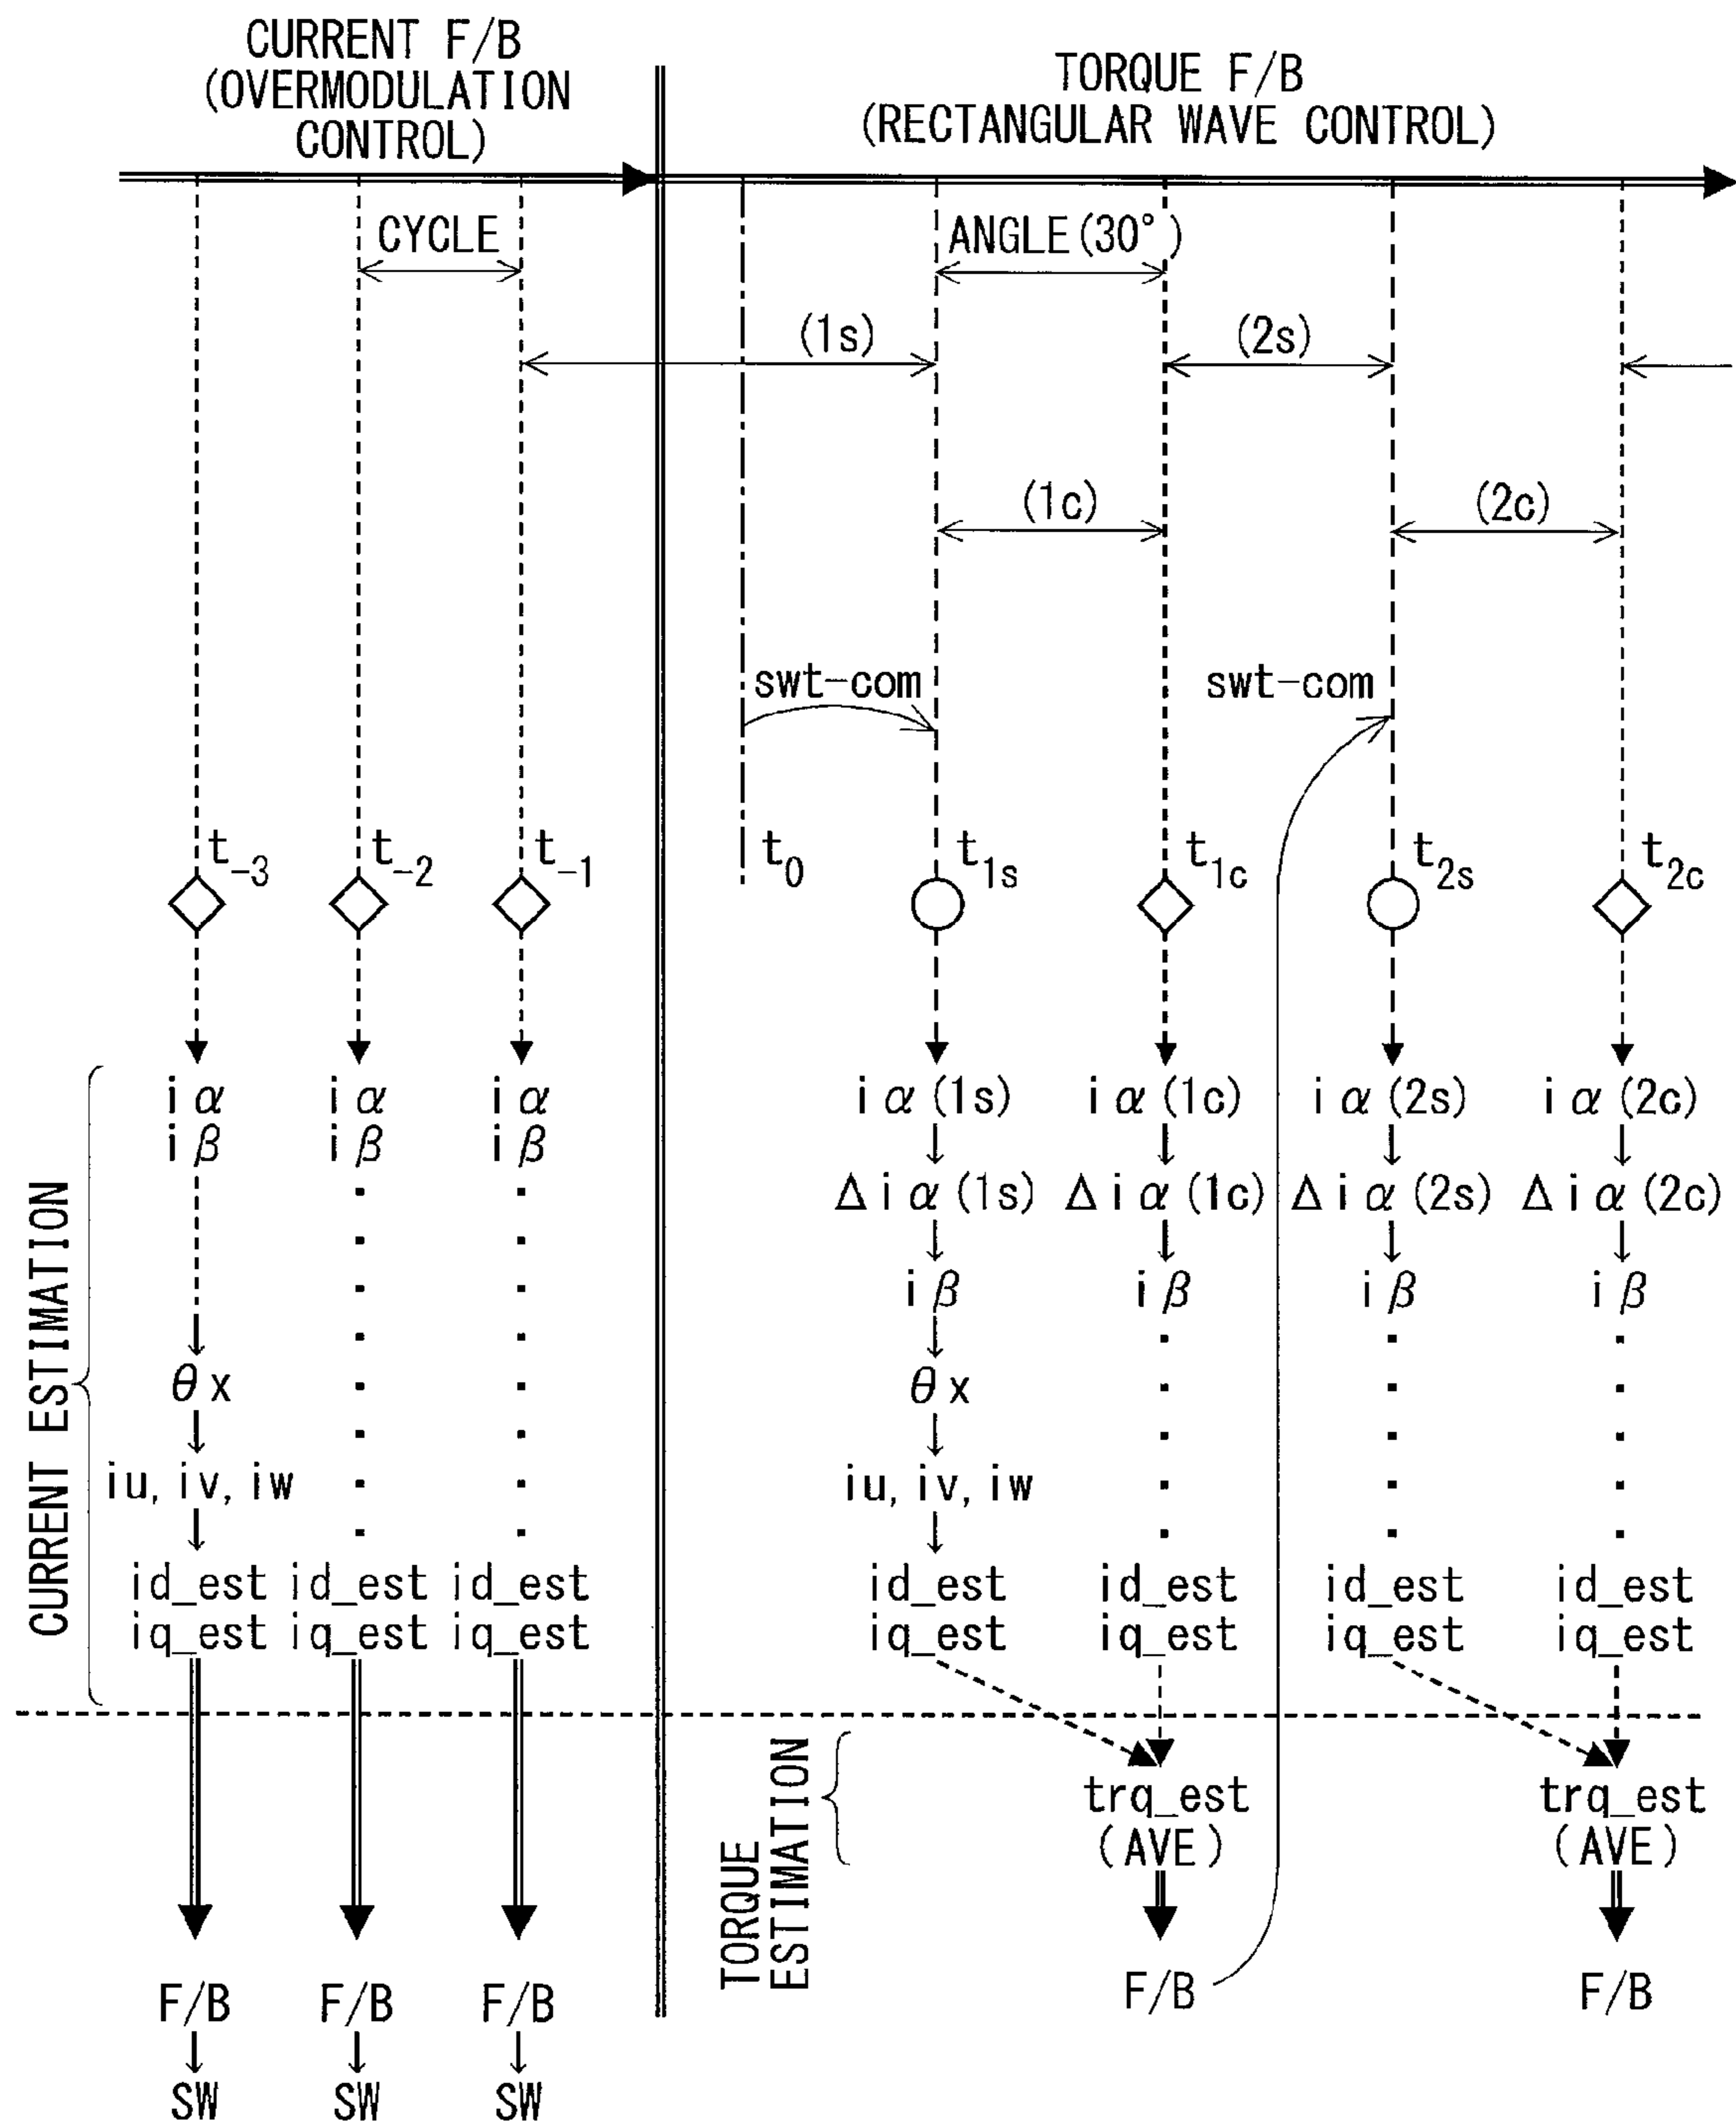 CURRENT F/B
(OVERMODULATION
CONTROL)
TORQUE F/B
(RECTANGULAR WAVE CONTROL)
CYCLE
ANGLE(30°)
(1s)
(2s)
(1c)
(2c)
swt-com
swt-com
t-3
t-2
t-1
t0
t1s
t1c
t2s
t2c
CURRENT ESTIMATION
iα iα iα iα(1s) iα(1c) iα(2s) iα(2c)
iβ iβ iβ
Δiα(1s) Δiα(1c) Δiα(2s) Δiα(2c)
iβ iβ iβ iβ
θx θx
iu, iv, iw iu, iv, iw
id_est id_est id_est id_est id_est id_est id_est
iq_est iq_est iq_est iq_est iq_est iq_est iq_est
TORQUE
ESTIMATION
trq_est trq_est
(AVE) (AVE)
F/B F/B F/B F/B F/B
SW SW SW